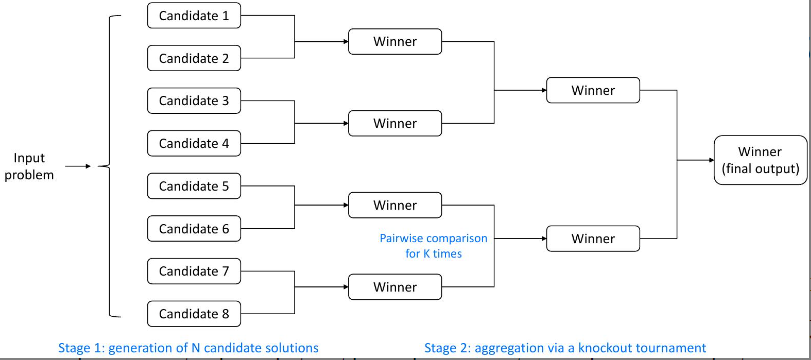 Input
problem
Candidate 1
Candidate 2
Candidate 3
Candidate 4
Candidate 5
Candidate 6
Candidate 7
Candidate 8
Winner
Winner
Winner
Winner
Pairwise comparison
for K times
Winner
Winner
Winner
(final output)
Stage 1: generation of N candidate solutions
Stage 2: aggregation via a knockout tournament